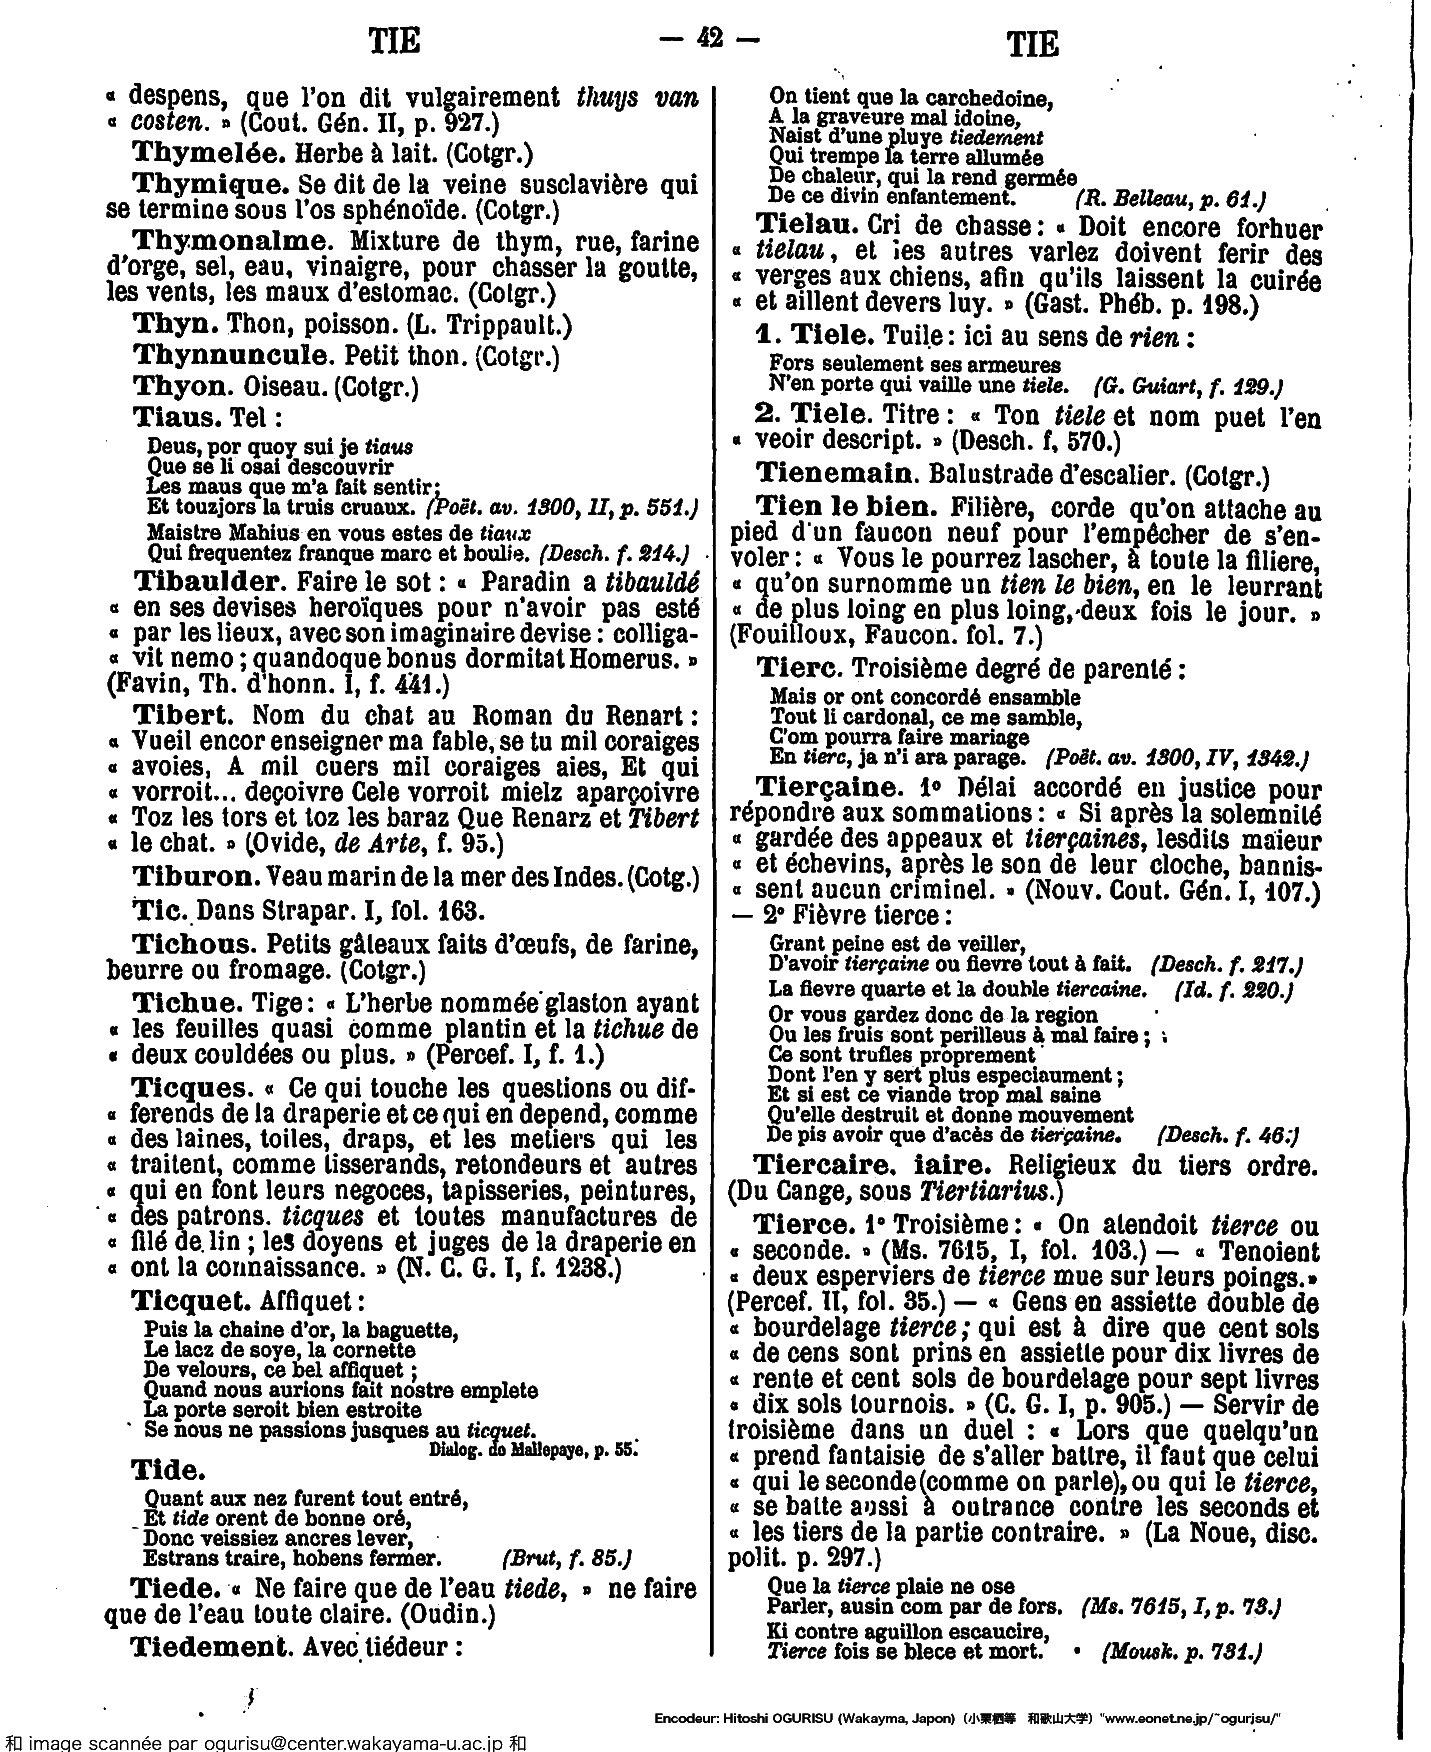 TIE — 42 — TIE
« despens, que l'on dit vulgairement thuys van
« costen. » (Cout. Gén. II, p. 927.)
Thymelée. Herbe à lait. (Cotgr.)
Thymique. Se dit de la veine susclavière qui
se termine sous l'os sphénoïde. (Cotgr.)
Thymonalme. Mixture de thym, rue, farine
d'orge, sel, eau, vinaigre, pour chasser la goutte,
les vents, les maux d'estomac. (Cotgr.)
Thyn. Thon, poisson. (L. Trippault.)
Thynnuncule. Petit thon. (Cotgr.)
Thyon. Oiseau. (Cotgr.)
Tiaus. Tel :
Deus, por quoy sui je tiaus
Que se li osai descouvrir
Les maus que m'a fait sentir;
Et touzjors la truis cruaux. (Poët. av. 1300, II, p. 551.)
Maistre Mahius en vous estes de tiaux
Qui frequentez franque marc et boulie. (Desch. f. 214.)
Tibaulder. Faire le sot : « Paradin a tibauldé
« en ses devises heroïques pour n'avoir pas esté
« par les lieux, avec son imaginaire devise : colliga-
« vit nemo ; quandoque bonus dormitat Homerus. »
(Favin, Th. d'honn. I, f. 441.)
Tibert. Nom du chat au Roman du Renart :
« Vueil encor enseigner ma fable, se tu mil coraiges
« avoies, A mil cuers mil coraiges aies, Et qui
« vorroit... deçoivre Cele vorroit mielz aparçoivre
« Toz les tors et toz les baraz Que Renarz et Tibert
« le chat. » (Ovide, de Arte, f. 95.)
Tiburon. Veau marin de la mer des Indes. (Cotg.)
Tic. Dans Strapar. I, fol. 163.
Tichous. Petits gâteaux faits d'œufs, de farine,
beurre ou fromage. (Cotgr.)
Tichue. Tige : « L'herbe nommée glaston ayant
« les feuilles quasi comme plantin et la tichue de
« deux couldées ou plus. » (Percef. I, f. 1.)
Ticques. « Ce qui touche les questions ou dif-
« ferends de la draperie et ce qui en depend, comme
« des laines, toiles, draps, et les metiers qui les
« traitent, comme tisserands, retondeurs et autres
« qui en font leurs negoces, tapisseries, peintures,
« des patrons. ticques et toutes manufactures de
« filé de lin ; les doyens et juges de la draperie en
« ont la connaissance. » (N. C. G. I, f. 1238.)
Ticquet. Affiquet :
Puis la chaine d'or, la baguette,
Le lacz de soye, la cornette
De velours, ce bel affiquet ;
Quand nous aurions fait nostre emplete
La porte seroit bien estroite
Se nous ne passions jusques au ticquet.
Dialog. de Mallepaye, p. 55.
Tide.
Quant aux nez furent tout entré,
Et tide orent de bonne oré,
Donc veissiez ancres lever,
Estrans traire, hobens fermer. (Brut, f. 85.)
Tiede. « Ne faire que de l'eau tiede, » ne faire
que de l'eau toute claire. (Oudin.)
Tiedement. Avec tiédeur :
On tient que la carchedoine,
A la graveure mal idoine,
Naist d'une pluye tiedement
Qui trempe la terre allumée
De chaleur, qui la rend germée
De ce divin enfantement. (R. Belleau, p. 61.)
Tielau. Cri de chasse : « Doit encore forhuer
« tielau, et les autres varlez doivent ferir des
« verges aux chiens, afin qu'ils laissent la cuirée
« et aillent devers luy. » (Gast. Phéb. p. 198.)
1. Tiele. Tuile : ici au sens de rien :
Fors seulement ses armeures
N'en porte qui vaille une tiele. (G. Guiart, f. 129.)
2. Tiele. Titre : « Ton tiele et nom puet l'en
« veoir descript. » (Desch. f. 570.)
Tienemain. Balustrade d'escalier. (Cotgr.)
Tien le bien. Filière, corde qu'on attache au
pied d'un faucon neuf pour l'empêcher de s'en-
voler : « Vous le pourrez lascher, à toute la filiere,
« qu'on surnomme un tien le bien, en le leurrant
« de plus loing en plus loing, deux fois le jour. »
(Fouilloux, Faucon. fol. 7.)
Tierc. Troisième degré de parenté :
Mais or ont concordé ensamble
Tout li cardonal, ce me samble,
C'om pourra faire mariage
En tierc, ja n'i ara parage. (Poët. av. 1300, IV, 1342.)
Tierçaine. 1° Délai accordé en justice pour
répondre aux sommations : « Si après la solemnité
« gardée des appeaux et tierçaines, lesdits maieur
« et échevins, après le son de leur cloche, bannis-
« sent aucun criminel. » (Nouv. Cout. Gén. I, 107.)
— 2° Fièvre tierce :
Grant peine est de veiller,
D'avoir tierçaine ou fievre tout à fait. (Desch. f. 217.)
La fievre quarte et la double tiercaine. (Id. f. 220.)
Or vous gardez donc de la region
Ou les fruis sont perilleus à mal faire ;
Ce sont trufles proprement
Dont l'en y sert plus especiaument ;
Et si est ce viande trop mal saine
Qu'elle destruit et donne mouvement
De pis avoir que d'acès de tierçaine. (Desch. f. 46.)
Tiercaire, iaire. Religieux du tiers ordre.
(Du Cange, sous Tiertiarius.)
Tierce. 1° Troisième : « On atendoit tierce ou
« seconde. » (Ms. 7615, I, fol. 103.) — « Tenoient
« deux esperviers de tierce mue sur leurs poings. »
(Percef. II, fol. 35.) — « Gens en assiette double de
« bourdelage tierce ; qui est à dire que cent sols
« de cens sont prins en assiette pour dix livres de
« rente et cent sols de bourdelage pour sept livres
« dix sols tournois. » (C. G. I, p. 905.) — Servir de
troisième dans un duel : « Lors que quelqu'un
« prend fantaisie de s'aller battre, il faut que celui
« qui le seconde (comme on parle), ou qui le tierce,
« se batte aussi à outrance contre les seconds et
« les tiers de la partie contraire. » (La Noue, disc.
polit. p. 297.)
Que la tierce plaie ne ose
Parler, ausin com par de fors. (Ms. 7615, I, p. 73.)
Ki contre aguillon escaucire,
Tierce fois se blece et mort. (Mousk. p. 731.)
Encodeur: Hitoshi OGURISU (Wakayma, Japon) (小栗栖等 和歌山大学) "www.eonet.ne.jp/~ogurisu/"
和 image scannée par ogurisu@center.wakayama-u.ac.jp 和